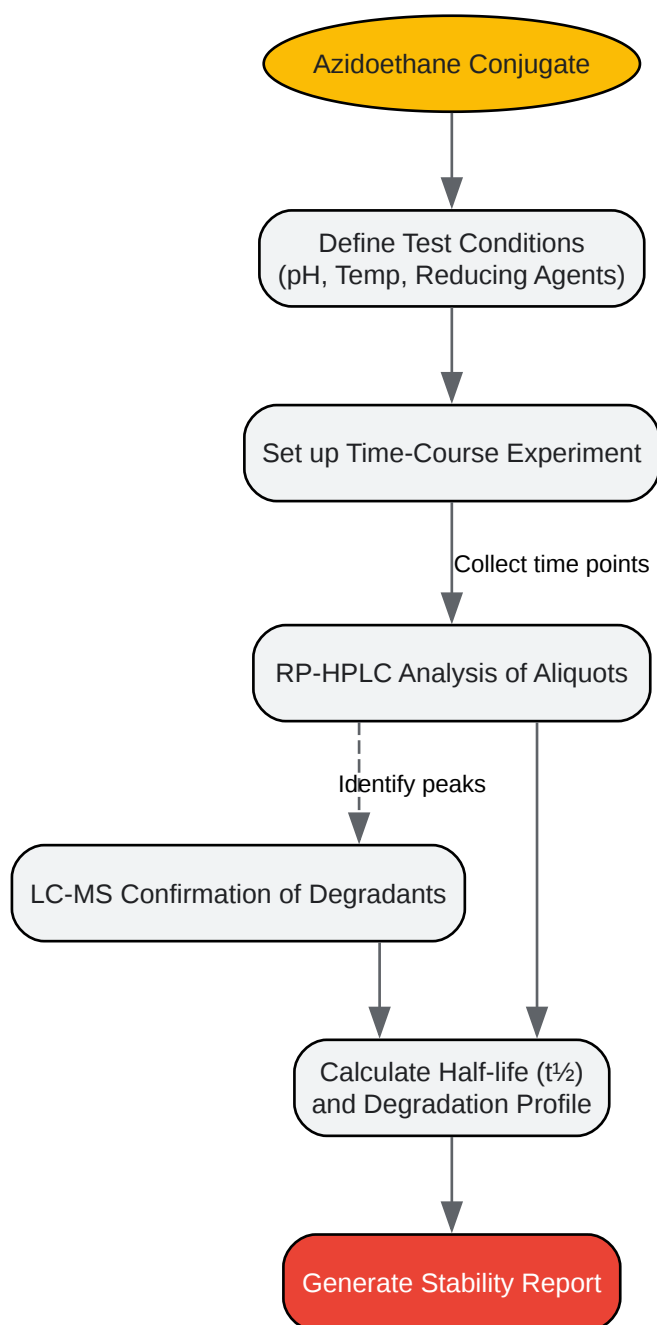 Azidoethane Conjugate
Define Test Conditions
(pH, Temp, Reducing Agents)
Set up Time-Course Experiment
Collect time points
RP-HPLC Analysis of Aliquots
Identify peaks
LC-MS Confirmation of Degradants
Calculate Half-life (t½)
and Degradation Profile
Generate Stability Report